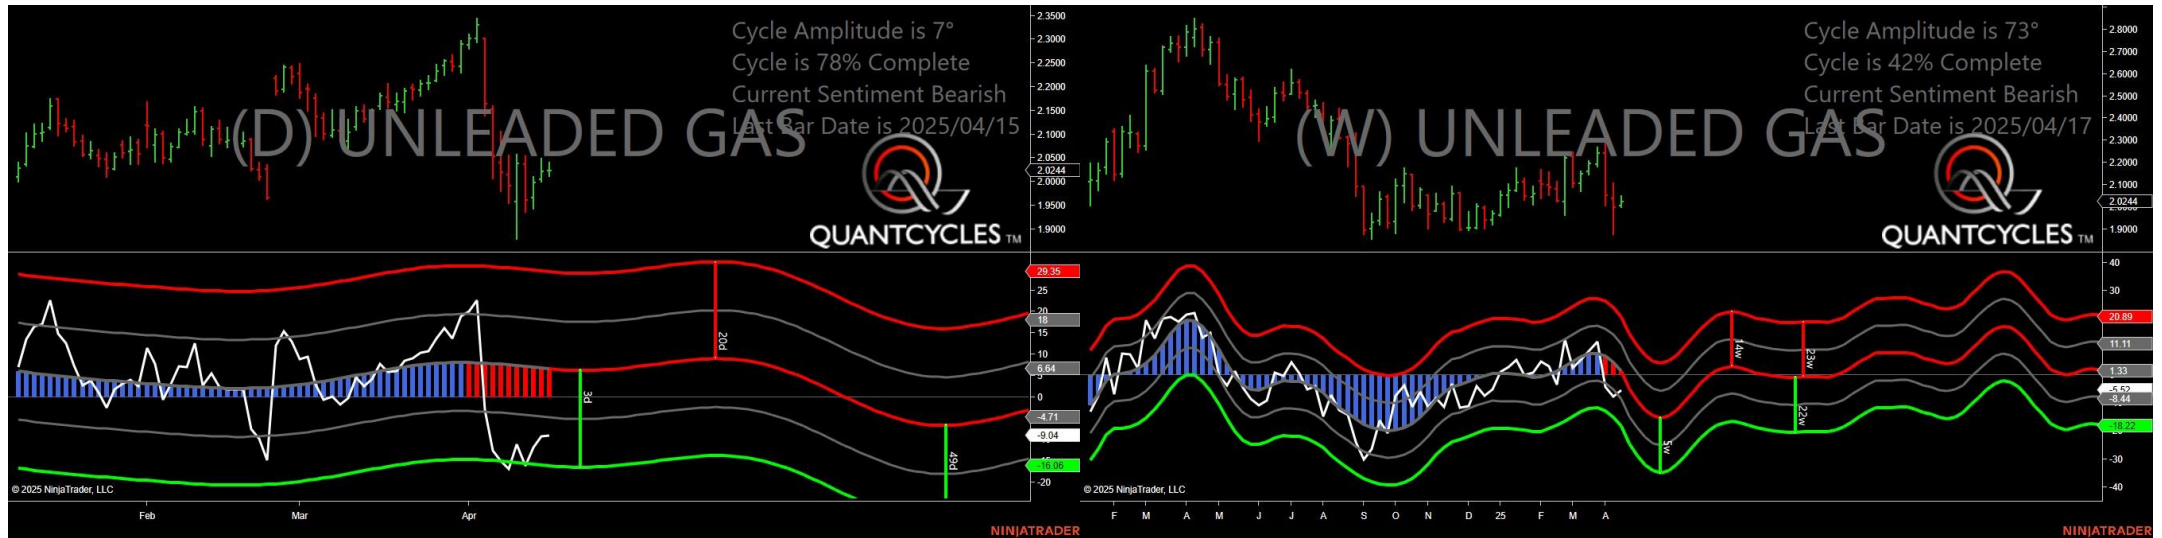 Cycle Amplitude is 7°
Cycle is 78% Complete
Current Sentiment Bearish
Last Bar Date is 2025/04/15
(D) UNLEADED GAS
QUANTCYCLES TM
2.3500
2.3000
2.2500
2.2000
2.1500
2.1000
2.0500
2.0244
2.0000
1.9500
1.9000
29.35
25
20
18
15
10
6.64
0
-4.71
-9.04
-16.06
-20
20d
3d
49d
© 2025 NinjaTrader, LLC
Feb Mar Apr
NINJATRADER
Cycle Amplitude is 73°
Cycle is 42% Complete
Current Sentiment Bearish
Last Bar Date is 2025/04/17
(W) UNLEADED GAS
QUANTCYCLES TM
2.8000
2.7000
2.6000
2.5000
2.4000
2.3000
2.2000
2.1000
2.0244
1.9000
40
30
20.89
11.11
1.33
-5.52
-8.44
-18.22
-30
-40
14w
23w
22w
5w
© 2025 NinjaTrader, LLC
F M A M J J A S O N D 25 F M A
NINJATRADER